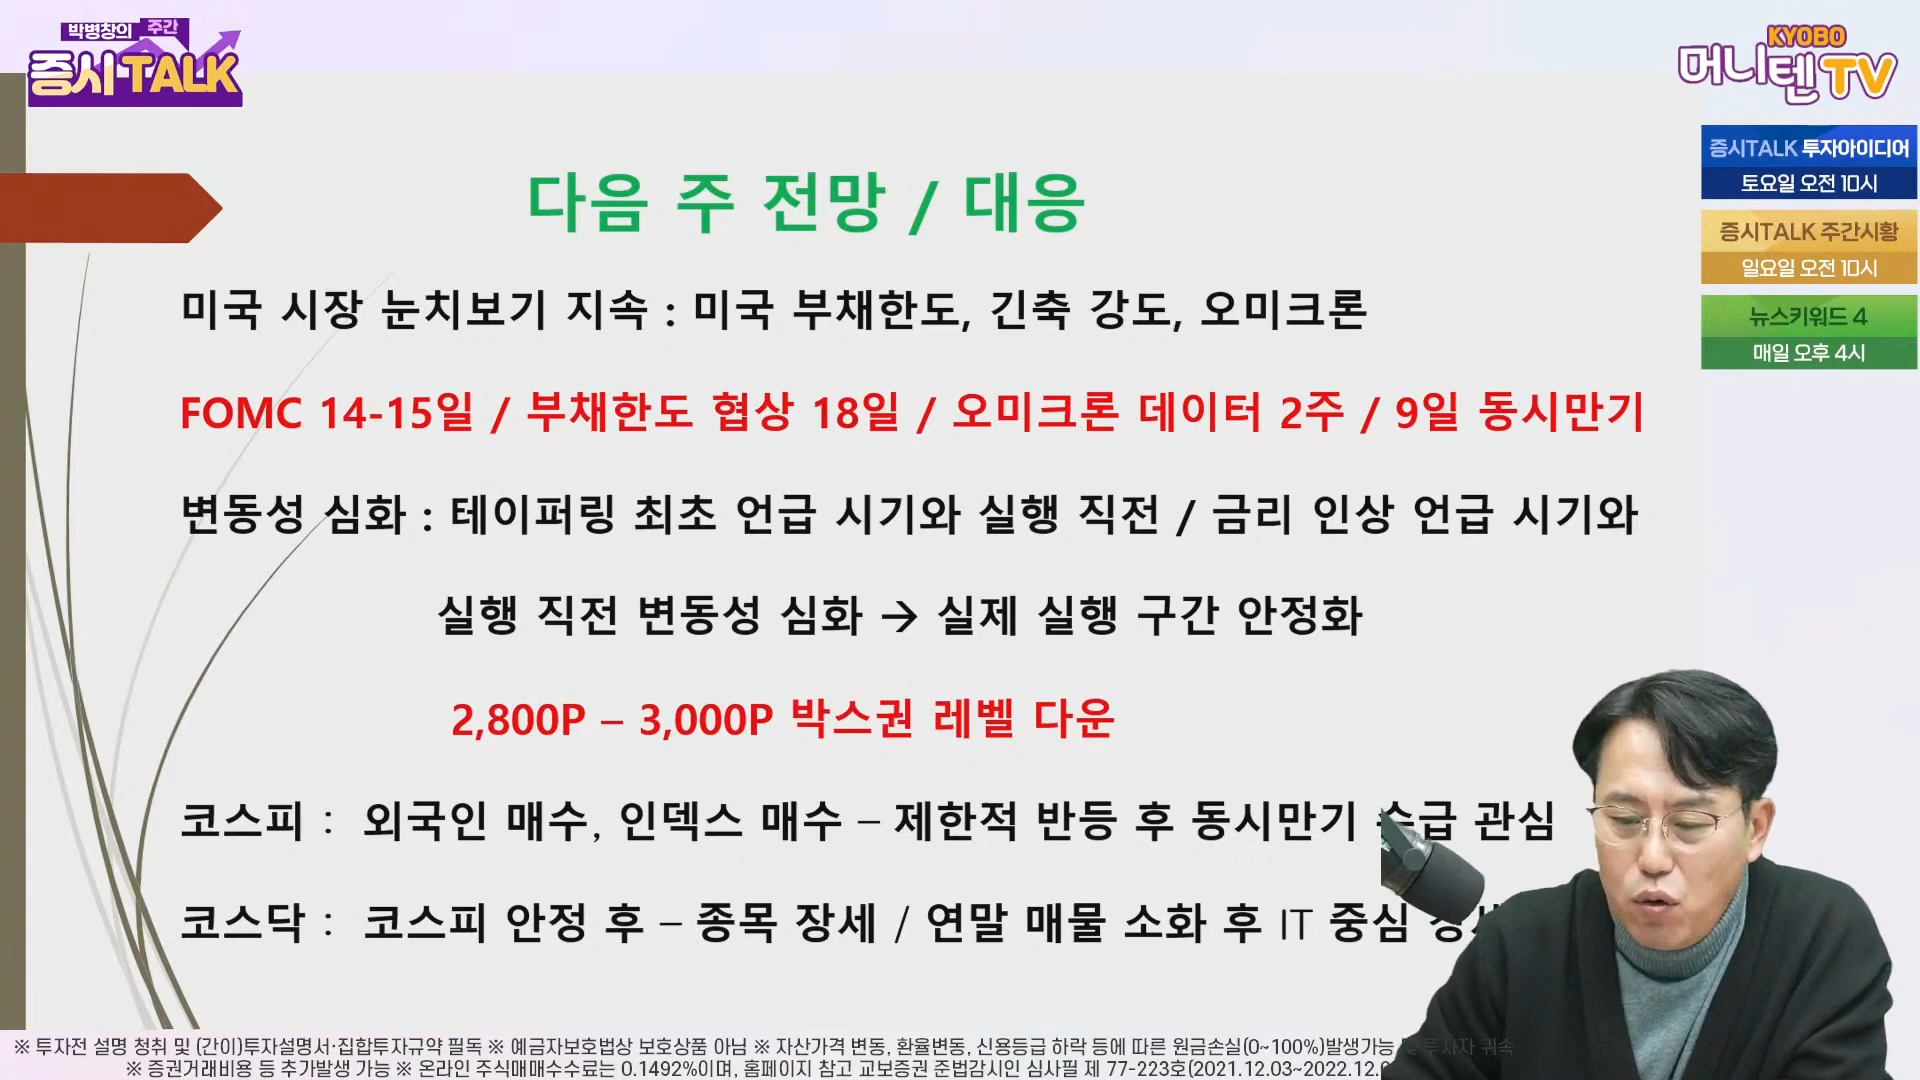 박병창의 주간
증시TALK
KYOBO
머니텐TV
증시TALK 투자아이디어
토요일 오전 10시
증시TALK 주간시황
일요일 오전 10시
뉴스키워드 4
매일 오후 4시
다음 주 전망 / 대응
미국 시장 눈치보기 지속 : 미국 부채한도, 긴축 강도, 오미크론
FOMC 14-15일 / 부채한도 협상 18일 / 오미크론 데이터 2주 / 9일 동시만기
변동성 심화 : 테이퍼링 최초 언급 시기와 실행 직전 / 금리 인상 언급 시기와
실행 직전 변동성 심화 → 실제 실행 구간 안정화
2,800P – 3,000P 박스권 레벨 다운
코스피 : 외국인 매수, 인덱스 매수 – 제한적 반등 후 동시만기 수급 관심
코스닥 : 코스피 안정 후 – 종목 장세 / 연말 매물 소화 후 IT 중심
※ 투자전 설명 청취 및 (간이)투자설명서·집합투자규약 필독 ※ 예금자보호법상 보호상품 아님 ※ 자산가격 변동, 환율변동, 신용등급 하락 등에 따른 원금손실(0~100%)발생가능 투자자 귀속
※ 증권거래비용 등 추가발생 가능 ※ 온라인 주식매매수수료는 0.1492%이며, 홈페이지 참고 교보증권 준법감시인 심사필 제 77-223호(2021.12.03~2022.12.0